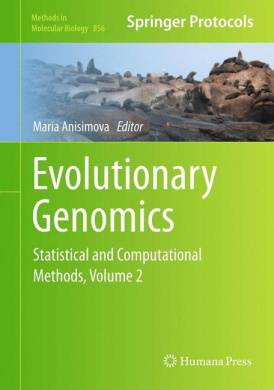 Methods in
Molecular Biology 856
Springer Protocols
Maria Anisimova Editor
Evolutionary
Genomics
Statistical and Computational
Methods, Volume 2
Humana Press